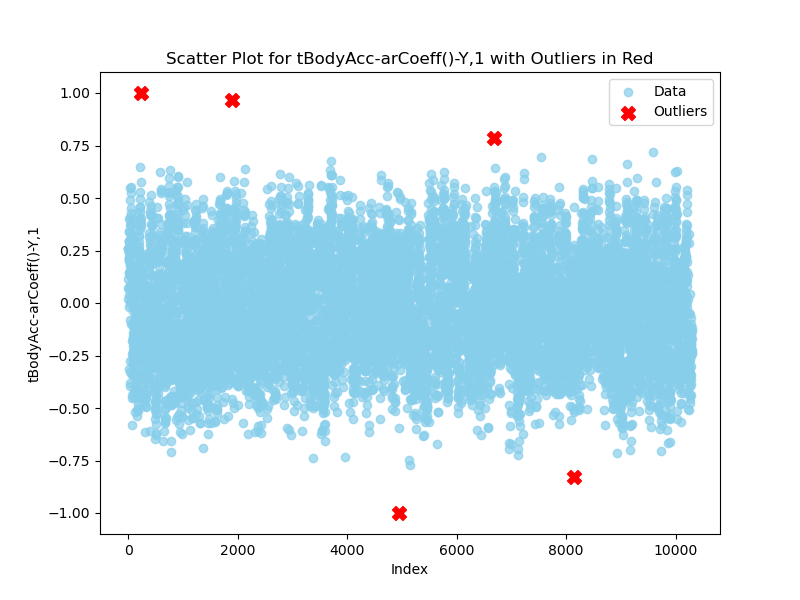 Scatter Plot for tBodyAcc-arCoeff()-Y,1 with Outliers in Red
Data
Outliers
tBodyAcc-arCoeff()-Y,1
1.00
0.75
0.50
0.25
0.00
−0.25
−0.50
−0.75
−1.00
0 2000 4000 6000 8000 10000
Index